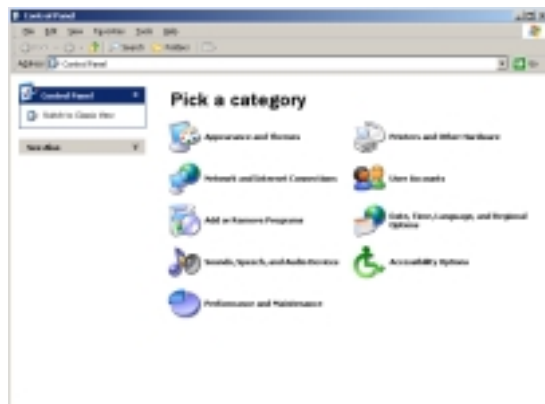 Control Panel
File Edit View Favorites Tools Help
Search Folders
Address Control Panel
Control Panel
Switch to Classic View
See Also
Pick a category
Appearance and Themes
Printers and Other Hardware
Network and Internet Connections
User Accounts
Add or Remove Programs
Date, Time, Language, and Regional
Options
Sounds, Speech, and Audio Devices
Accessibility Options
Performance and Maintenance